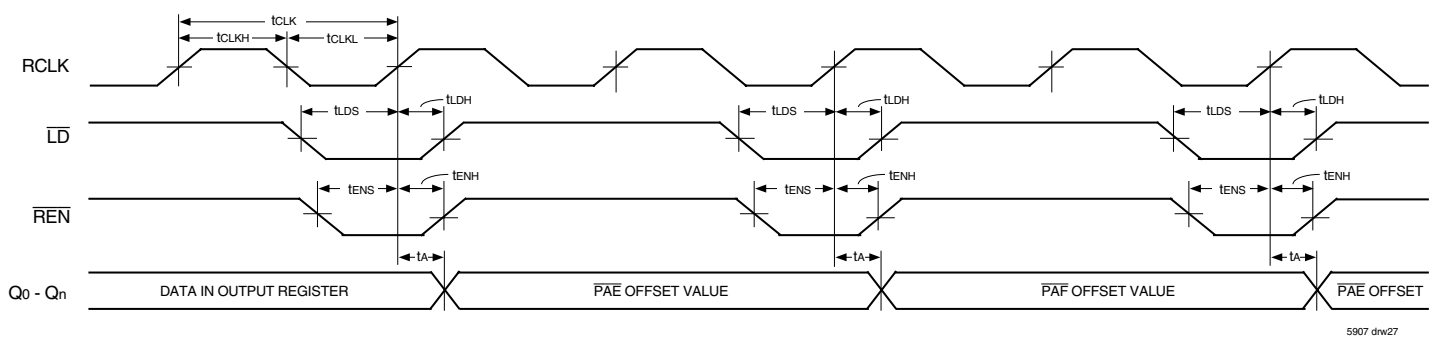 tCLK
tCLKH tCLKL
RCLK
tLDS tLDH tLDS tLDH tLDS tLDH
LD
tENS tENH tENS tENH tENS tENH
REN
tA tA tA
Q0 - Qn DATA IN OUTPUT REGISTER PAE OFFSET VALUE PAF OFFSET VALUE PAE OFFSET
5907 drw27